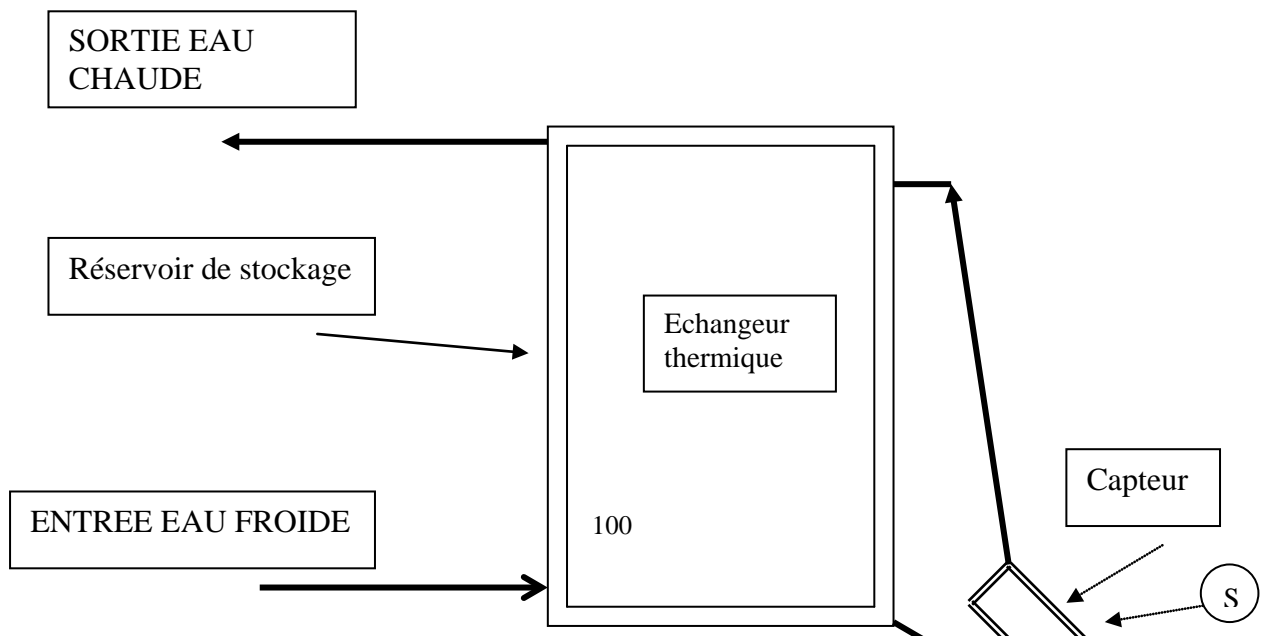 SORTIE EAU
CHAUDE
Réservoir de stockage
Echangeur
thermique
Capteur
ENTREE EAU FROIDE
100
S